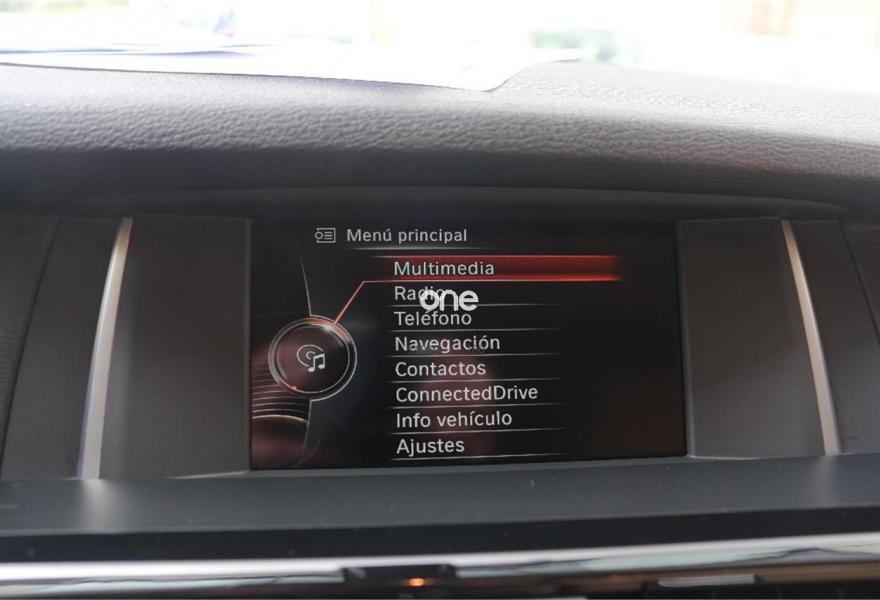 Menú principal
Multimedia
Radio
one
Teléfono
Navegación
Contactos
ConnectedDrive
Info vehículo
Ajustes